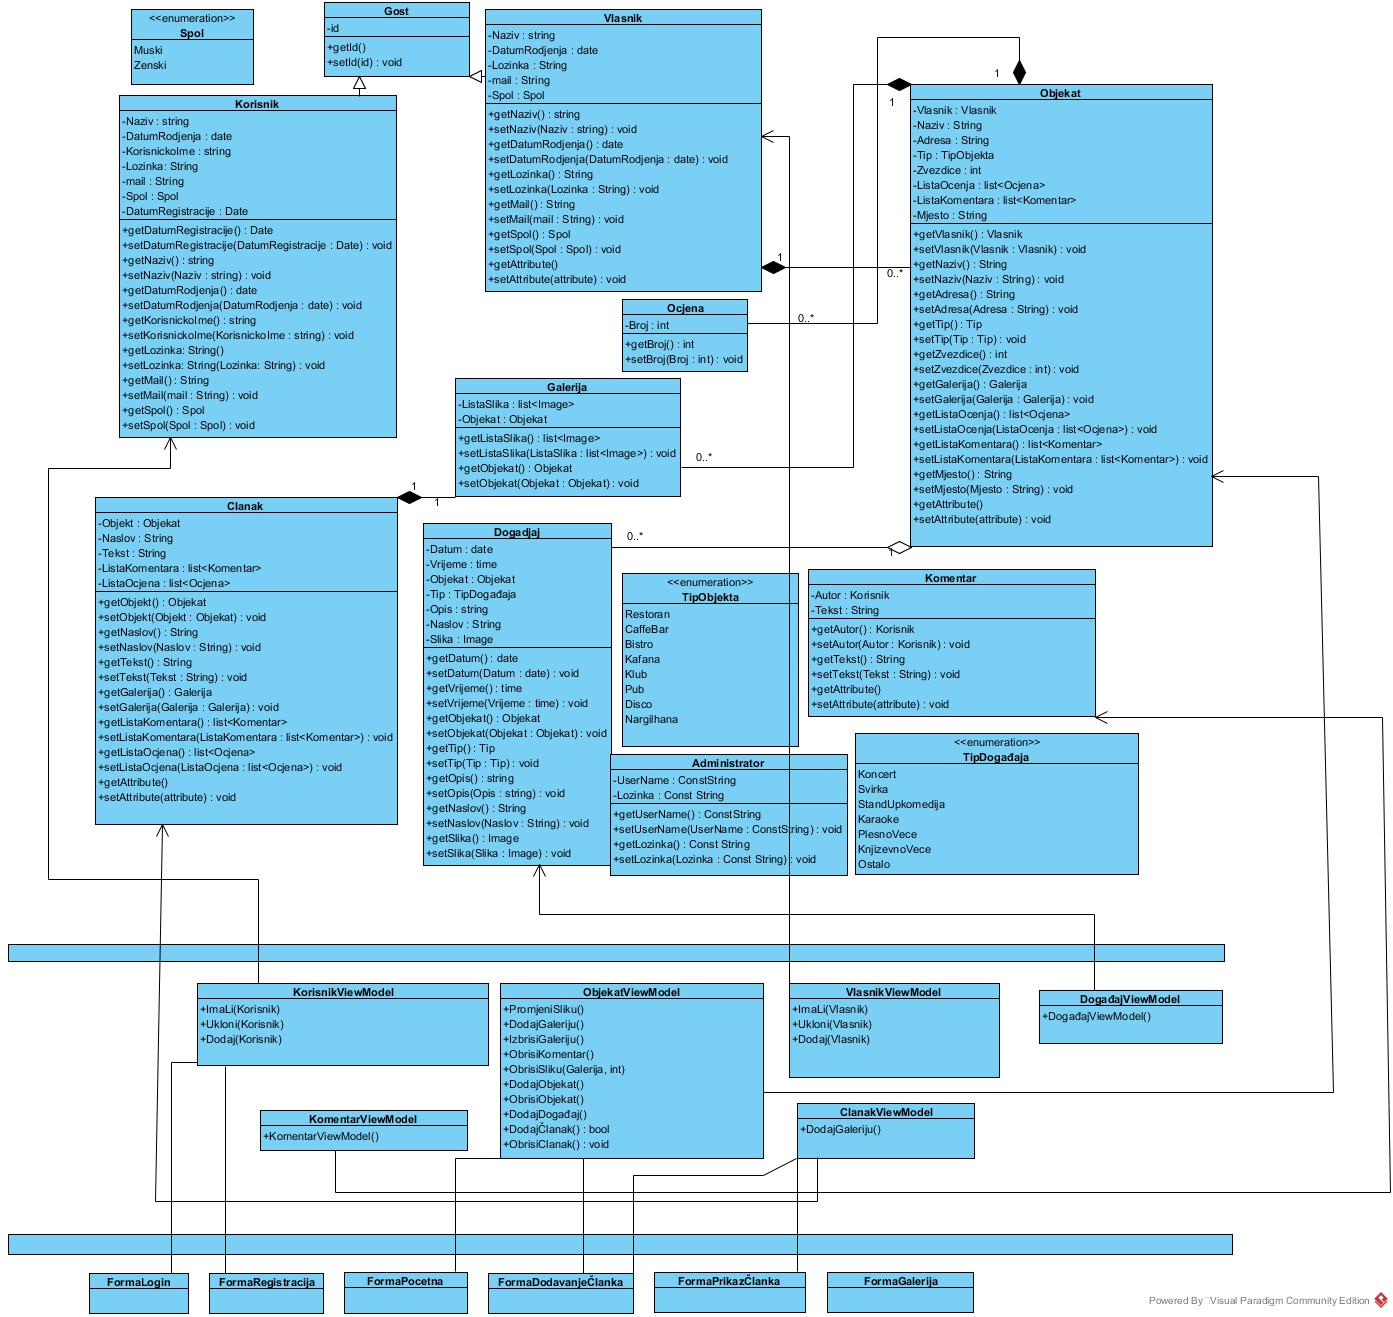 <<enumeration>>
Spol
Muski
Zenski
Gost
-id
+getId()
+setId(id) : void
Vlasnik
-Naziv : string
-DatumRodjenja : date
-Lozinka : String
-mail : String
-Spol : Spol
+getNaziv() : string
+setNaziv(Naziv : string) : void
+getDatumRodjenja() : date
+setDatumRodjenja(DatumRodjenja : date) : void
+getLozinka() : String
+setLozinka(Lozinka : String) : void
+getMail() : String
+setMail(mail : String) : void
+getSpol() : Spol
+setSpol(Spol : Spol) : void
+getAttribute()
+setAttribute(attribute) : void
1
0..*
1
1
Objekat
-Vlasnik : Vlasnik
-Naziv : String
-Adresa : String
-Tip : TipObjekta
-Zvezdice : int
-ListaOcenja : list<Ocjena>
-ListaKomentara : list<Komentar>
-Mjesto : String
+getVlasnik() : Vlasnik
+setVlasnik(Vlasnik : Vlasnik) : void
+getNaziv() : String
+setNaziv(Naziv : String) : void
+getAdresa() : String
+setAdresa(Adresa : String) : void
+getTip() : Tip
+setTip(Tip : Tip) : void
+getZvezdice() : int
+setZvezdice(Zvezdice : int) : void
+getGalerija() : Galerija
+setGalerija(Galerija : Galerija) : void
+getListaOcenja() : list<Ocjena>
+setListaOcenja(ListaOcenja : list<Ocjena>) : void
+getListaKomentara() : list<Komentar>
+setListaKomentara(ListaKomentara : list<Komentar>) : void
+getMjesto() : String
+setMjesto(Mjesto : String) : void
+getAttribute()
+setAttribute(attribute) : void
Korisnik
-Naziv : string
-DatumRodjenja : date
-KorisnickoIme : string
-Lozinka: String
-mail : String
-Spol : Spol
-DatumRegistracije : Date
+getDatumRegistracije() : Date
+setDatumRegistracije(DatumRegistracije : Date) : void
+getNaziv() : string
+setNaziv(Naziv : string) : void
+getDatumRodjenja() : date
+setDatumRodjenja(DatumRodjenja : date) : void
+getKorisnickoIme() : string
+setKorisnickoIme(KorisnickoIme : string) : void
+getLozinka: String()
+setLozinka: String(Lozinka: String) : void
+getMail() : String
+setMail(mail : String) : void
+getSpol() : Spol
+setSpol(Spol : Spol) : void
Ocjena
-Broj : int
+getBroj() : int
+setBroj(Broj : int) : void
0..*
Galerija
-ListaSlika : list<Image>
-Objekat : Objekat
+getListaSlika() : list<Image>
+setListaSlika(ListaSlika : list<Image>) : void
+getObjekat() : Objekat
+setObjekat(Objekat : Objekat) : void
0..*
1
1
Clanak
-Objekt : Objekat
-Naslov : String
-Tekst : String
-ListaKomentara : list<Komentar>
-ListaOcjena : list<Ocjena>
+getObjekt() : Objekat
+setObjekt(Objekt : Objekat) : void
+getNaslov() : String
+setNaslov(Naslov : String) : void
+getTekst() : String
+setTekst(Tekst : String) : void
+getGalerija() : Galerija
+setGalerija(Galerija : Galerija) : void
+getListaKomentara() : list<Komentar>
+setListaKomentara(ListaKomentara : list<Komentar>) : void
+getListaOcjena() : list<Ocjena>
+setListaOcjena(ListaOcjena : list<Ocjena>) : void
+getAttribute()
+setAttribute(attribute) : void
Dogadjaj
-Datum : date
-Vrijeme : time
-Objekat : Objekat
-Tip : TipDogađaja
-Opis : string
-Naslov : String
-Slika : Image
+getDatum() : date
+setDatum(Datum : date) : void
+getVrijeme() : time
+setVrijeme(Vrijeme : time) : void
+getObjekat() : Objekat
+setObjekat(Objekat : Objekat) : void
+getTip() : Tip
+setTip(Tip : Tip) : void
+getOpis() : string
+setOpis(Opis : string) : void
+getNaslov() : String
+setNaslov(Naslov : String) : void
+getSlika() : Image
+setSlika(Slika : Image) : void
0..*
1
<<enumeration>>
TipObjekta
Restoran
CaffeBar
Bistro
Kafana
Klub
Pub
Disco
Nargilhana
Komentar
-Autor : Korisnik
-Tekst : String
+getAutor() : Korisnik
+setAutor(Autor : Korisnik) : void
+getTekst() : String
+setTekst(Tekst : String) : void
+getAttribute()
+setAttribute(attribute) : void
Administrator
-UserName : ConstString
-Lozinka : Const String
+getUserName() : ConstString
+setUserName(UserName : ConstString) : void
+getLozinka() : Const String
+setLozinka(Lozinka : Const String) : void
<<enumeration>>
TipDogađaja
Koncert
Svirka
StandUpkomedija
Karaoke
PlesnoVece
KnjizevnoVece
Ostalo
KorisnikViewModel
+ImaLi(Korisnik)
+Ukloni(Korisnik)
+Dodaj(Korisnik)
ObjekatViewModel
+PromjeniSliku()
+DodajGaleriju()
+IzbrisiGaleriju()
+ObrisiKomentar()
+ObrisiSliku(Galerija, int)
+DodajObjekat()
+ObrisiObjekat()
+DodajDogađaj()
+DodajČlanak() : bool
+ObrisiClanak() : void
VlasnikViewModel
+ImaLi(Vlasnik)
+Ukloni(Vlasnik)
+Dodaj(Vlasnik)
DogađajViewModel
+DogađajViewModel()
KomentarViewModel
+KomentarViewModel()
ClanakViewModel
+DodajGaleriju()
FormaLogin
FormaRegistracija
FormaPocetna
FormaDodavanjeČlanka
FormaPrikazČlanka
FormaGalerija
Powered By Visual Paradigm Community Edition